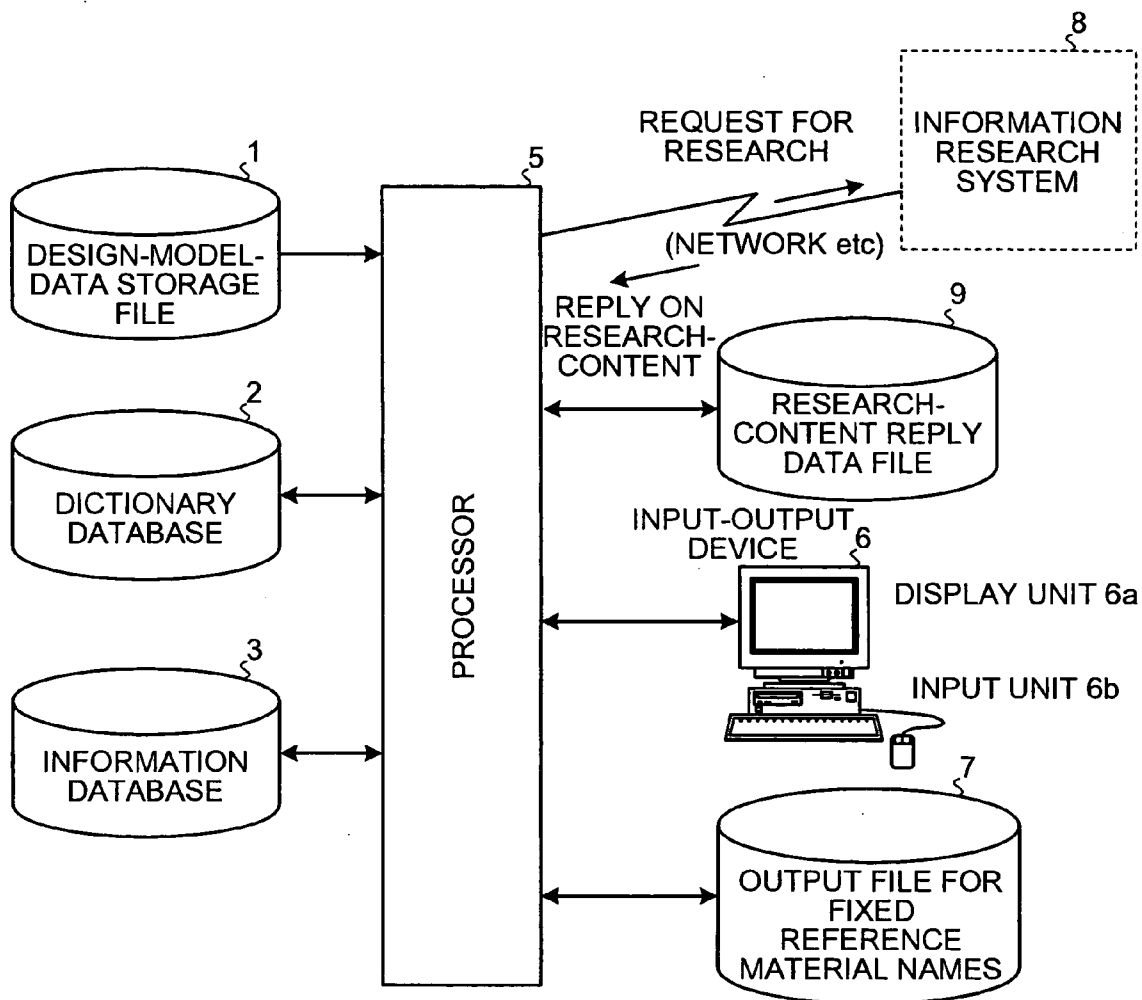 8
INFORMATION
RESEARCH
SYSTEM
REQUEST FOR
RESEARCH
(NETWORK etc)
REPLY ON
RESEARCH-
CONTENT
1
DESIGN-MODEL-
DATA STORAGE
FILE
5
PROCESSOR
9
RESEARCH-
CONTENT REPLY
DATA FILE
2
DICTIONARY
DATABASE
INPUT-OUTPUT
DEVICE
6
DISPLAY UNIT 6a
INPUT UNIT 6b
3
INFORMATION
DATABASE
7
OUTPUT FILE FOR
FIXED
REFERENCE
MATERIAL NAMES